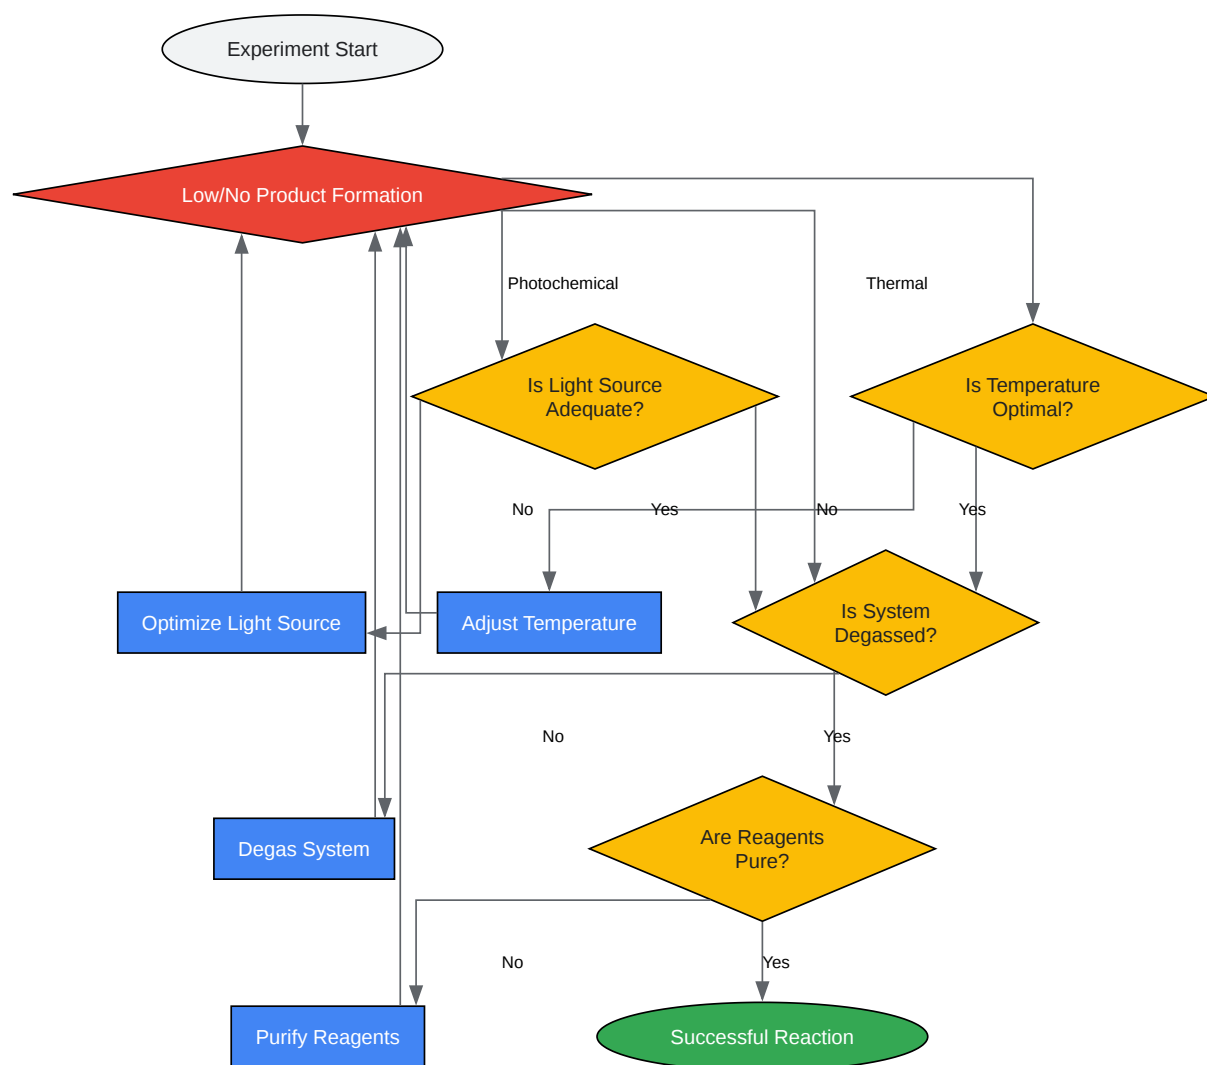 Experiment Start
Low/No Product Formation
Photochemical
Thermal
Is Light Source
Adequate?
Is Temperature
Optimal?
No
Yes
No
Yes
Optimize Light Source
Adjust Temperature
Is System
Degassed?
No
Yes
Degas System
Are Reagents
Pure?
No
Yes
Purify Reagents
Successful Reaction